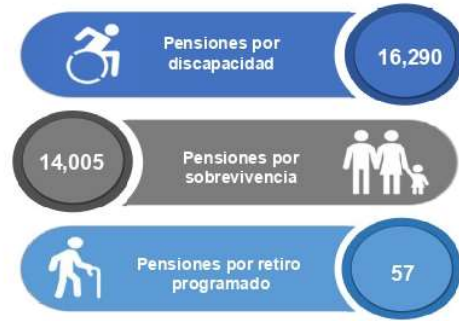 Pensiones por
discapacidad
16,290
14,005
Pensiones por
sobrevivencia
Pensiones por retiro
programado
57